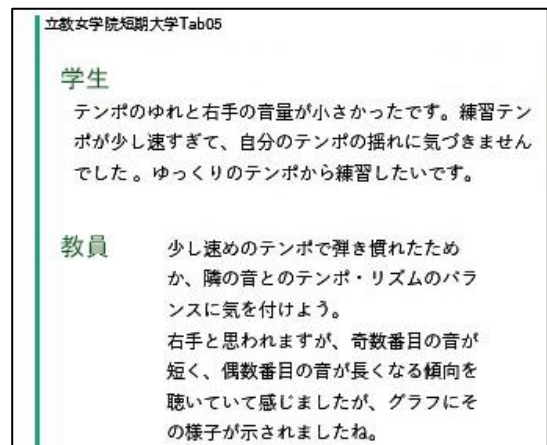 立教女学院短期大学Tab05
学生
テンポのゆれと右手の音量が小さかったです。練習テン
ポが少し速すぎて、自分のテンポの揺れに気づきません
でした。ゆっくりのテンポから練習したいです。
教員
少し速めのテンポで弾き慣れたため
か、隣の音とのテンポ・リズムのバラ
ンスに気を付けよう。
右手と思われますが、奇数番目の音が
短く、偶数番目の音が長くなる傾向を
聴いていて感じましたが、グラフにそ
の様子が示されましたね。